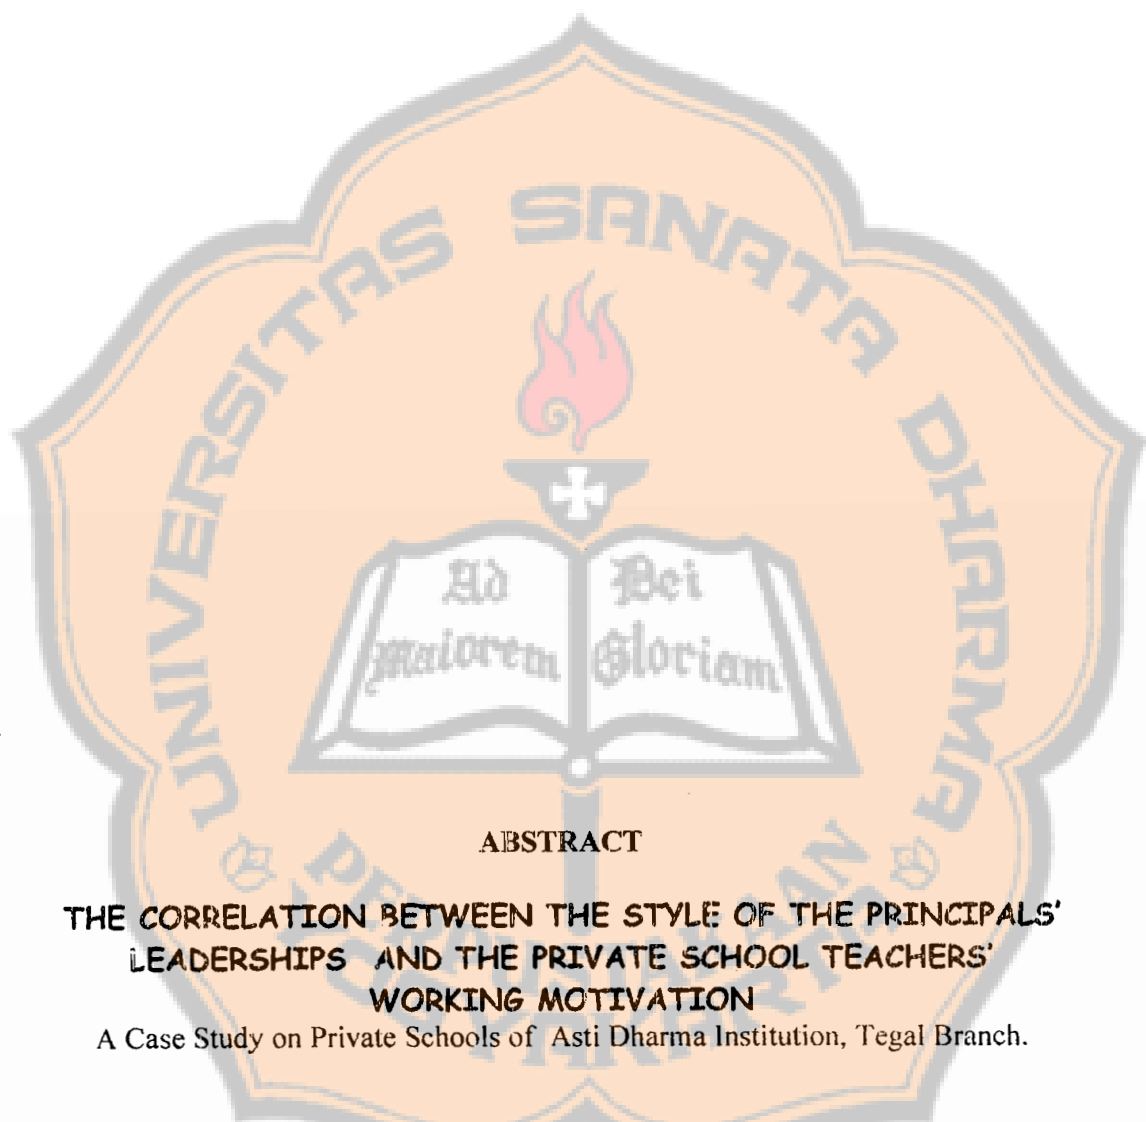 UNIVERSITAS SANATA DHARMA
Ad Dei
Maiorem Gloriam
ABSTRACT
THE CORRELATION BETWEEN THE STYLE OF THE PRINCIPALS'
LEADERSHIPS AND THE PRIVATE SCHOOL TEACHERS'
WORKING MOTIVATION
A Case Study on Private Schools of Asti Dharma Institution, Tegal Branch.